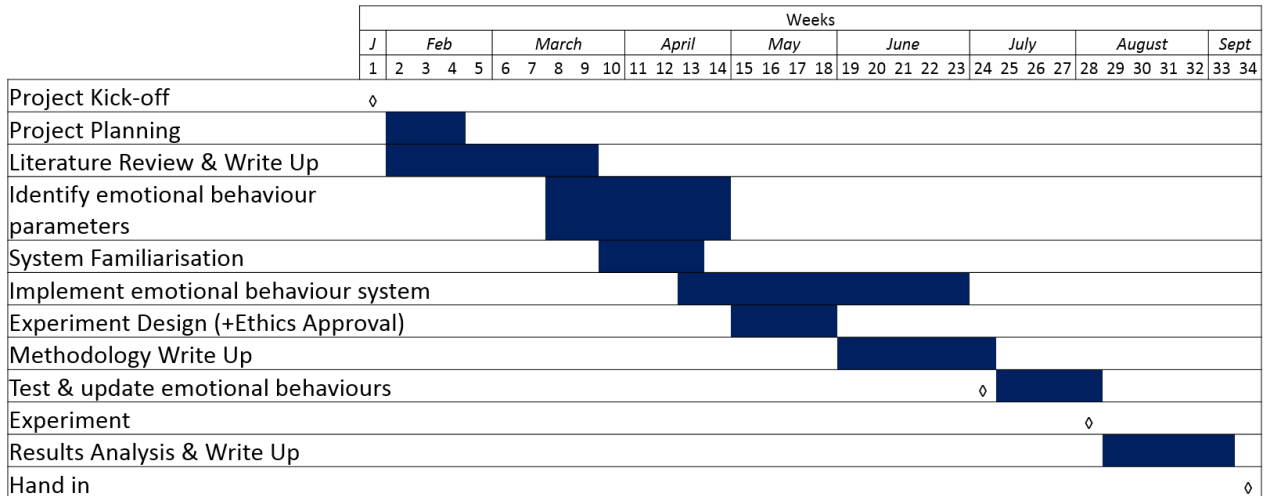 Weeks
J Feb March April May June July August Sept
1 2 3 4 5 6 7 8 9 10 11 12 13 14 15 16 17 18 19 20 21 22 23 24 25 26 27 28 29 30 31 32 33 34
Project Kick-off ◊
Project Planning
Literature Review & Write Up
Identify emotional behaviour
parameters
System Familiarisation
Implement emotional behaviour system
Experiment Design (+Ethics Approval)
Methodology Write Up
Test & update emotional behaviours ◊
Experiment ◊
Results Analysis & Write Up
Hand in ◊